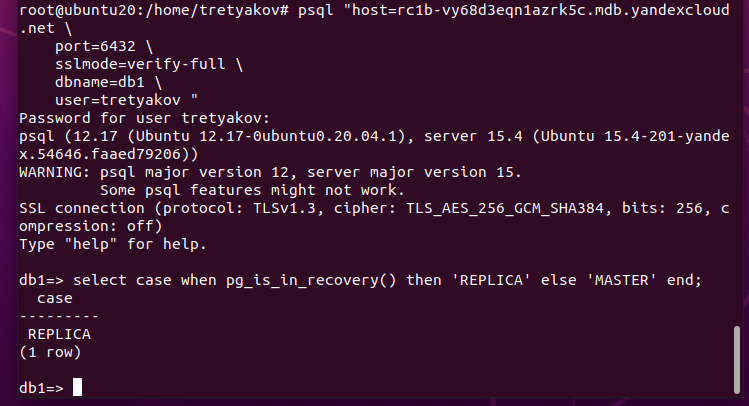 root@ubuntu20:/home/tretyakov# psql "host=rc1b-vy68d3eqn1azrk5c.mdb.yandexcloud
.net \
    port=6432 \
    sslmode=verify-full \
    dbname=db1 \
    user=tretyakov "
Password for user tretyakov:
psql (12.17 (Ubuntu 12.17-0ubuntu0.20.04.1), server 15.4 (Ubuntu 15.4-201-yande
x.54646.faaed79206))
WARNING: psql major version 12, server major version 15.
         Some psql features might not work.
SSL connection (protocol: TLSv1.3, cipher: TLS_AES_256_GCM_SHA384, bits: 256, c
ompression: off)
Type "help" for help.
db1=> select case when pg_is_in_recovery() then 'REPLICA' else 'MASTER' end;
  case
---------
 REPLICA
(1 row)
db1=>